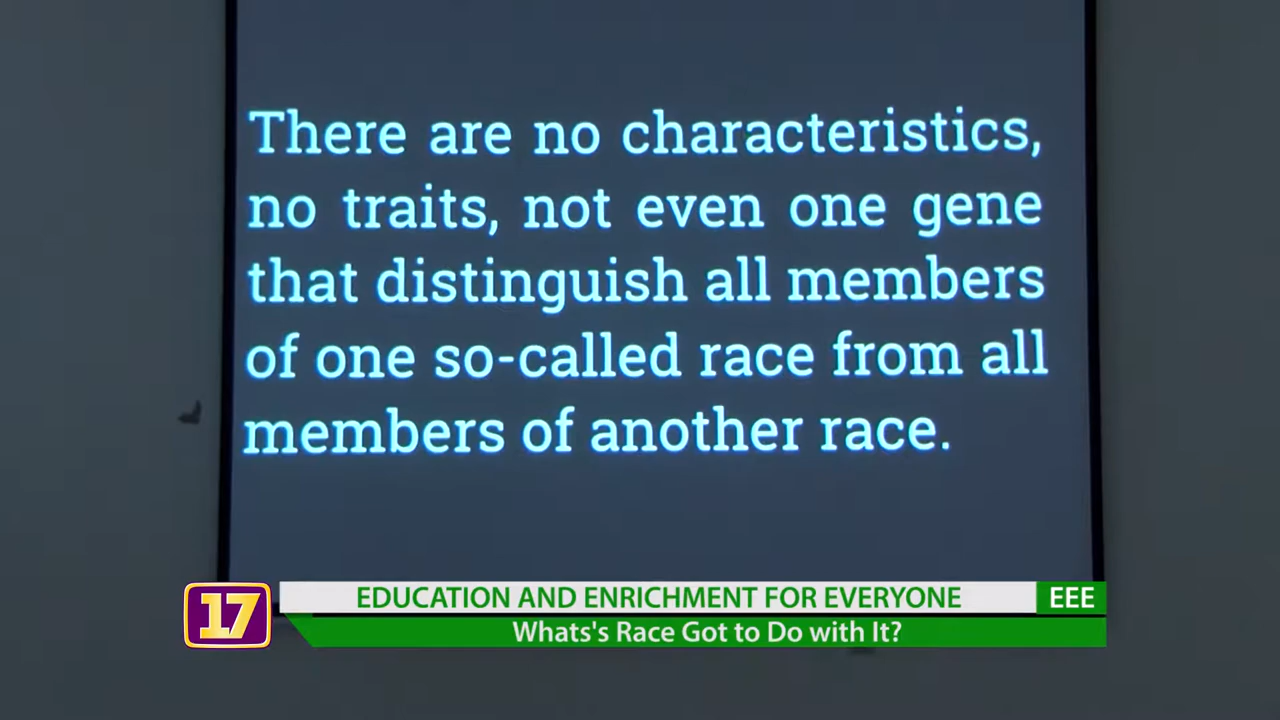 There are no characteristics,
no traits, not even one gene
that distinguish all members
of one so-called race from all
members of another race.
17
EDUCATION AND ENRICHMENT FOR EVERYONE
EEE
Whats's Race Got to Do with It?